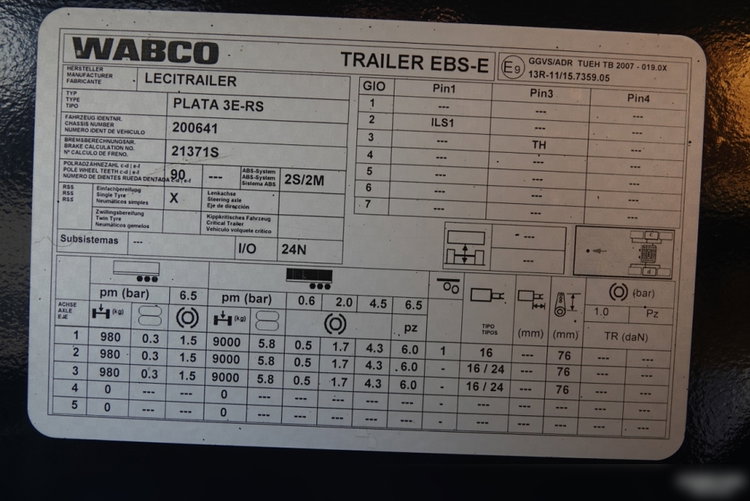 WABCO
TRAILER EBS-E
E9
GGVS/ADR TUEH TB 2007 - 019.0X
13R-11/15.7359.05
HERSTELLER
MANUFACTURER
FABRICANTE
LECITRAILER
TYP
TYPE
TIPO
PLATA 3E-RS
FAHRZEUG IDENTNR.
CHASSIS NUMBER
NUMERO IDENT DE VEHICULO
200641
BREMSBERECHNUNGSNR.
BRAKE CALCULATION NO.
Nº CALCULO DE FRENO.
21371S
POLRADZÄHNEZAHL c-d | e-f
POLE WHEEL TEETH c-d | e-f
NUMERO DE DIENTES RUEDA DENTADA c-d | e-f
90 ---
ABS-System
ABS-System
Sistema ABS
2S/2M
RSS
RSS
RSS
Einfachbereifung
Single Tyre
Neumaticos simples
X
Lenkachse
Steering axle
Eje de dirección
Zwillingsbereifung
Twin Tyre
Neumaticos gemelos
Kippkritisches Fahrzeug
Critical Trailer
Vehiculo volquete critico
Subsistemas --- I/O 24N
GIO Pin1 Pin3 Pin4
1 --- --- ---
2 ILS1 --- ---
3 --- TH ---
4 --- --- ---
5 --- --- ---
6 --- --- ---
7 --- --- ---
- ---
- ---
c
d
ACHSE
AXLE
EJE
pm (bar) 6.5 pm (bar) 0.6 2.0 4.5 6.5
(kg) (kg) pz
TIPO
TIPOS
(mm) (mm)
(bar)
1.0 Pz
TR (daN)
1 980 0.3 1.5 9000 5.8 0.5 1.7 4.3 6.0 1 16 --- 76 --- ---
2 980 0.3 1.5 9000 5.8 0.5 1.7 4.3 6.0 - 16 / 24 --- 76 --- ---
3 980 0.3 1.5 9000 5.8 0.5 1.7 4.3 6.0 - 16 / 24 --- 76 --- ---
4 0 --- --- 0 --- --- --- --- --- - --- --- --- --- ---
5 0 --- --- 0 --- --- --- --- --- - --- --- --- --- ---